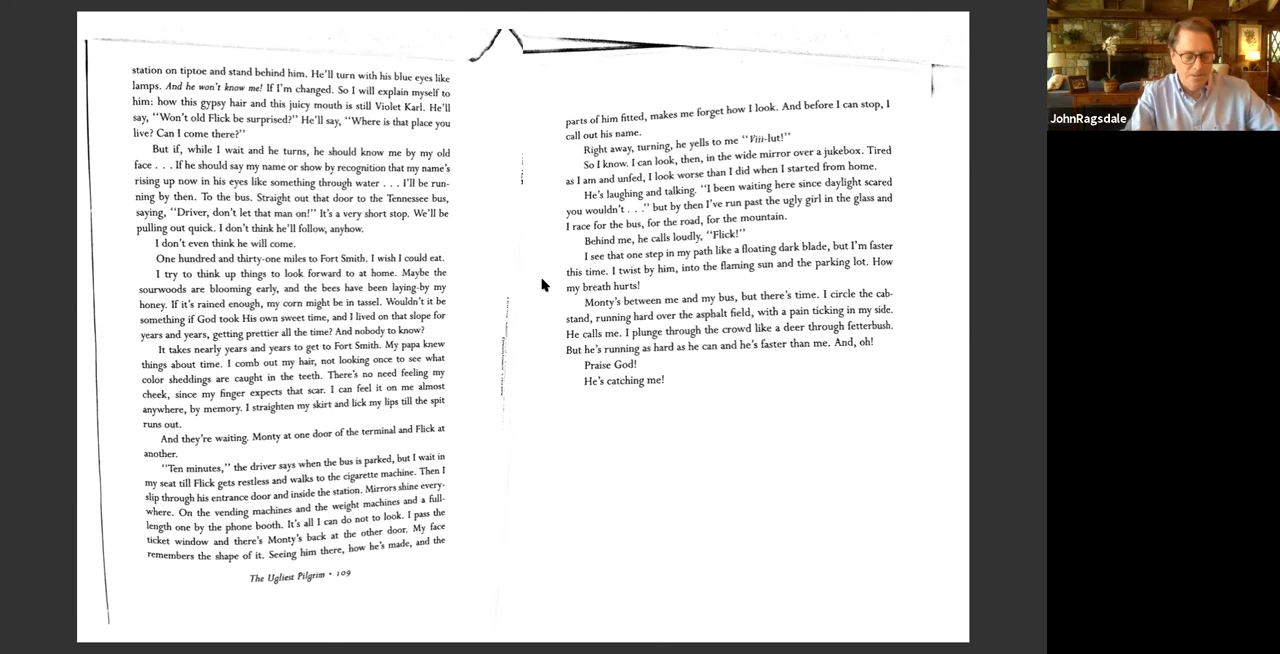 station on tiptoe and stand behind him. He'll turn with his blue eyes like
lamps. And he won't know me! If I'm changed. So I will explain myself to
him: how this gypsy hair and this juicy mouth is still Violet Karl. He'll
say, "Won't old Flick be surprised?" He'll say, "Where is that place you
live? Can I come there?"
But if, while I wait and he turns, he should know me by my old
face . . . If he should say my name or show by recognition that my name's
rising up now in his eyes like something through water . . . I'll be run-
ning by then. To the bus. Straight out that door to the Tennessee bus,
saying, "Driver, don't let that man on!" It's a very short stop. We'll be
pulling out quick. I don't think he'll follow, anyhow.
I don't even think he will come.
One hundred and thirty-one miles to Fort Smith. I wish I could eat.
I try to think up things to look forward to at home. Maybe the
sourwoods are blooming early, and the bees have been laying-by my
honey. If it's rained enough, my corn might be in tassel. Wouldn't it be
something if God took His own sweet time, and I lived on that slope for
years and years, getting prettier all the time? And nobody to know?
It takes nearly years and years to get to Fort Smith. My papa knew
things about time. I comb out my hair, not looking once to see what
color sheddings are caught in the teeth. There's no need feeling my
cheek, since my finger expects that scar. I can feel it on me almost
anywhere, by memory. I straighten my skirt and lick my lips till the spit
runs out.
And they're waiting. Monty at one door of the terminal and Flick at
another.
"Ten minutes," the driver says when the bus is parked, but I wait in
my seat till Flick gets restless and walks to the cigarette machine. Then I
slip through his entrance door and inside the station. Mirrors shine every-
where. On the vending machines and the weight machines and a full-
length one by the phone booth. It's all I can do not to look. I pass the
ticket window and there's Monty's back at the other door. My face
remembers the shape of it. Seeing him there, how he's made, and the
The Ugliest Pilgrim • 109
parts of him fitted, makes me forget how I look. And before I can stop, I
call out his name.
Right away, turning, he yells to me "Viii-lut!"
So I know. I can look, then, in the wide mirror over a jukebox. Tired
as I am and unfed, I look worse than I did when I started from home.
He's laughing and talking. "I been waiting here since daylight scared
you wouldn't . . ." but by then I've run past the ugly girl in the glass and
I race for the bus, for the road, for the mountain.
Behind me, he calls loudly, "Flick!"
I see that one step in my path like a floating dark blade, but I'm faster
this time. I twist by him, into the flaming sun and the parking lot. How
my breath hurts!
Monty's between me and my bus, but there's time. I circle the cab-
stand, running hard over the asphalt field, with a pain ticking in my side.
He calls me. I plunge through the crowd like a deer through fetterbush.
But he's running as hard as he can and he's faster than me. And, oh!
Praise God!
He's catching me!
JohnRagsdale